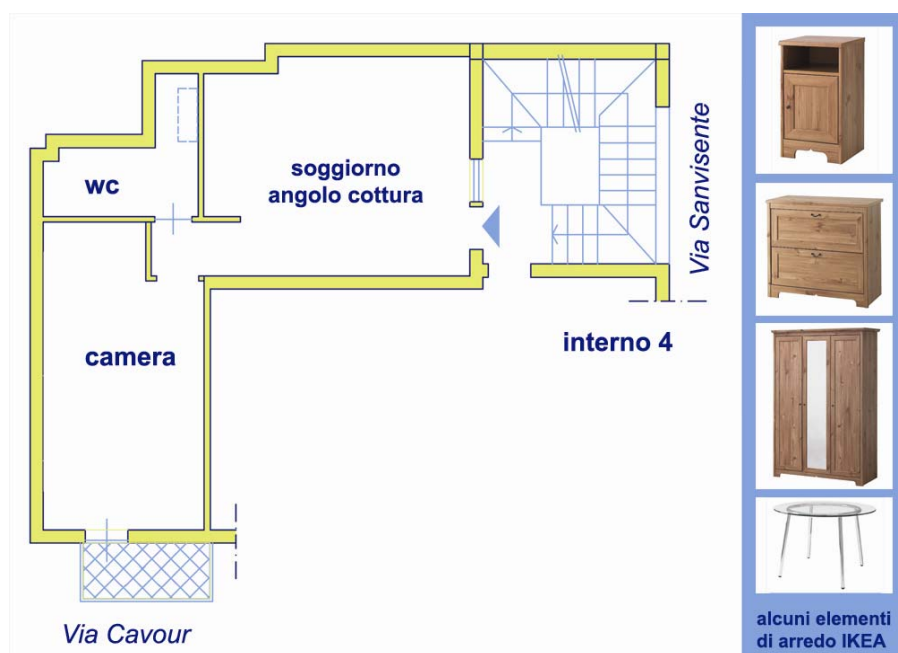 soggiorno
angolo cottura
wc
Via Sanvisente
interno 4
camera
Via Cavour
alcuni elementi
di arredo IKEA